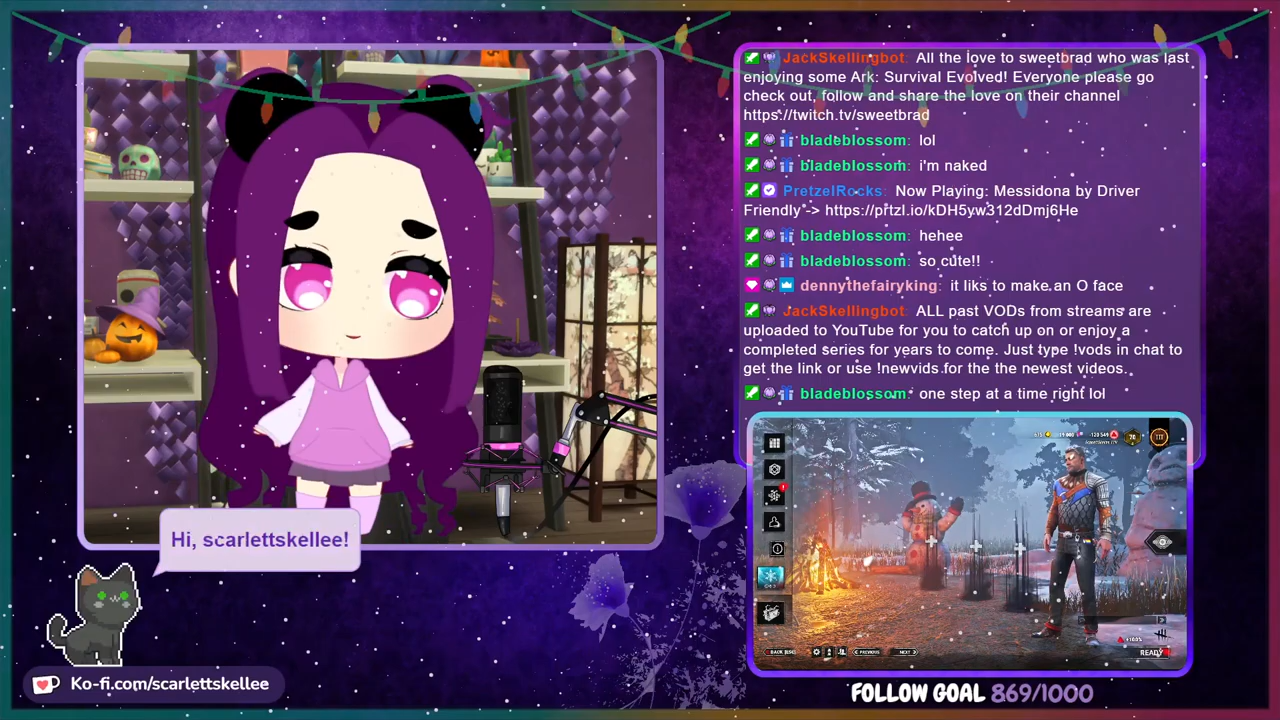 JackSkellingbot: All the love to sweetbrad who was last
enjoying some Ark: Survival Evolved! Everyone please go
check out, follow and share the love on their channel
https://twitch.tv/sweetbrad
bladeblossom: lol
bladeblossom: i'm naked
PretzelRocks: Now Playing: Messidona by Driver
Friendly -> https://prtzl.io/kDH5yw312dDmj6He
bladeblossom: hehee
bladeblossom: so cute!!
dennythefairyking: it liks to make an O face
JackSkellingbot: ALL past VODs from streams are
uploaded to YouTube for you to catch up on or enjoy a
completed series for years to come. Just type !vods in chat to
get the link or use !newvids for the the newest videos.
bladeblossom: one step at a time right lol
Hi, scarlettskellee!
BACK [ESC]
PREVIOUS
NEXT
READY
Ko-fi.com/scarlettskellee
FOLLOW GOAL 869/1000